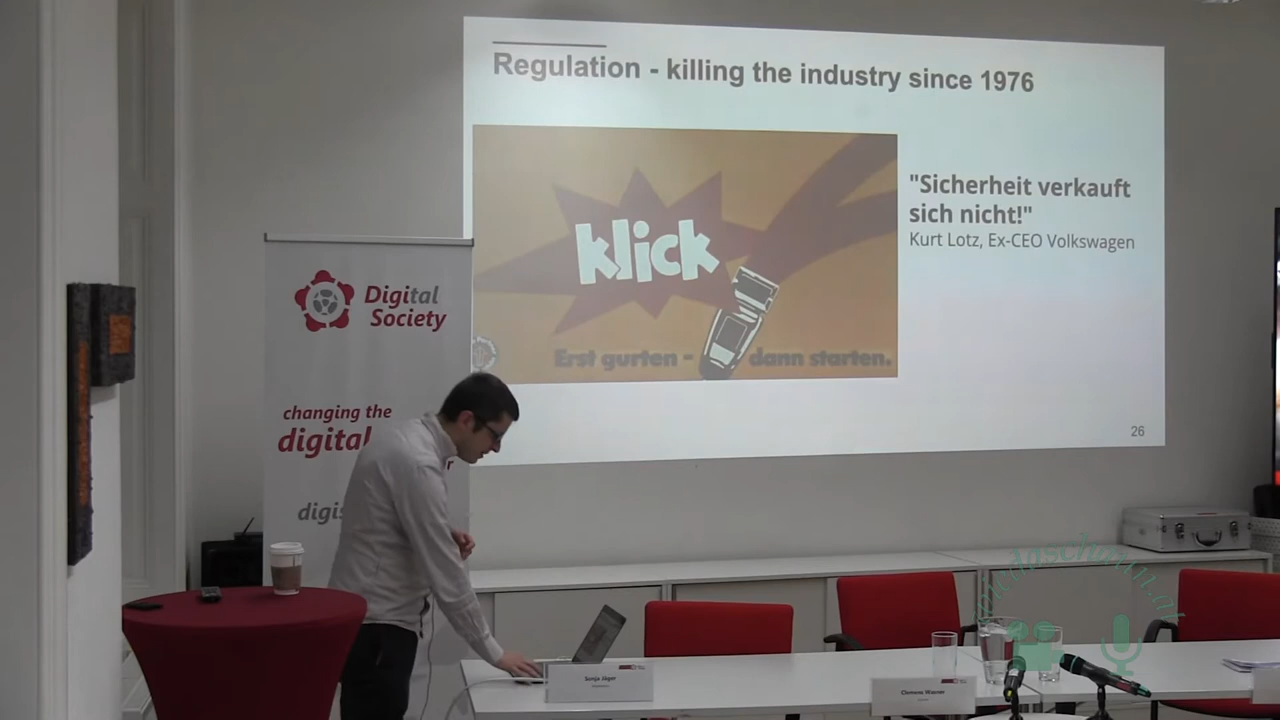 Regulation - killing the industry since 1976
klick
Erst gurten - dann starten.
"Sicherheit verkauft
sich nicht!"
Kurt Lotz, Ex-CEO Volkswagen
26
Digital
Society
changing the
digital
digis
Sonja Jäger
Clemens Wasner